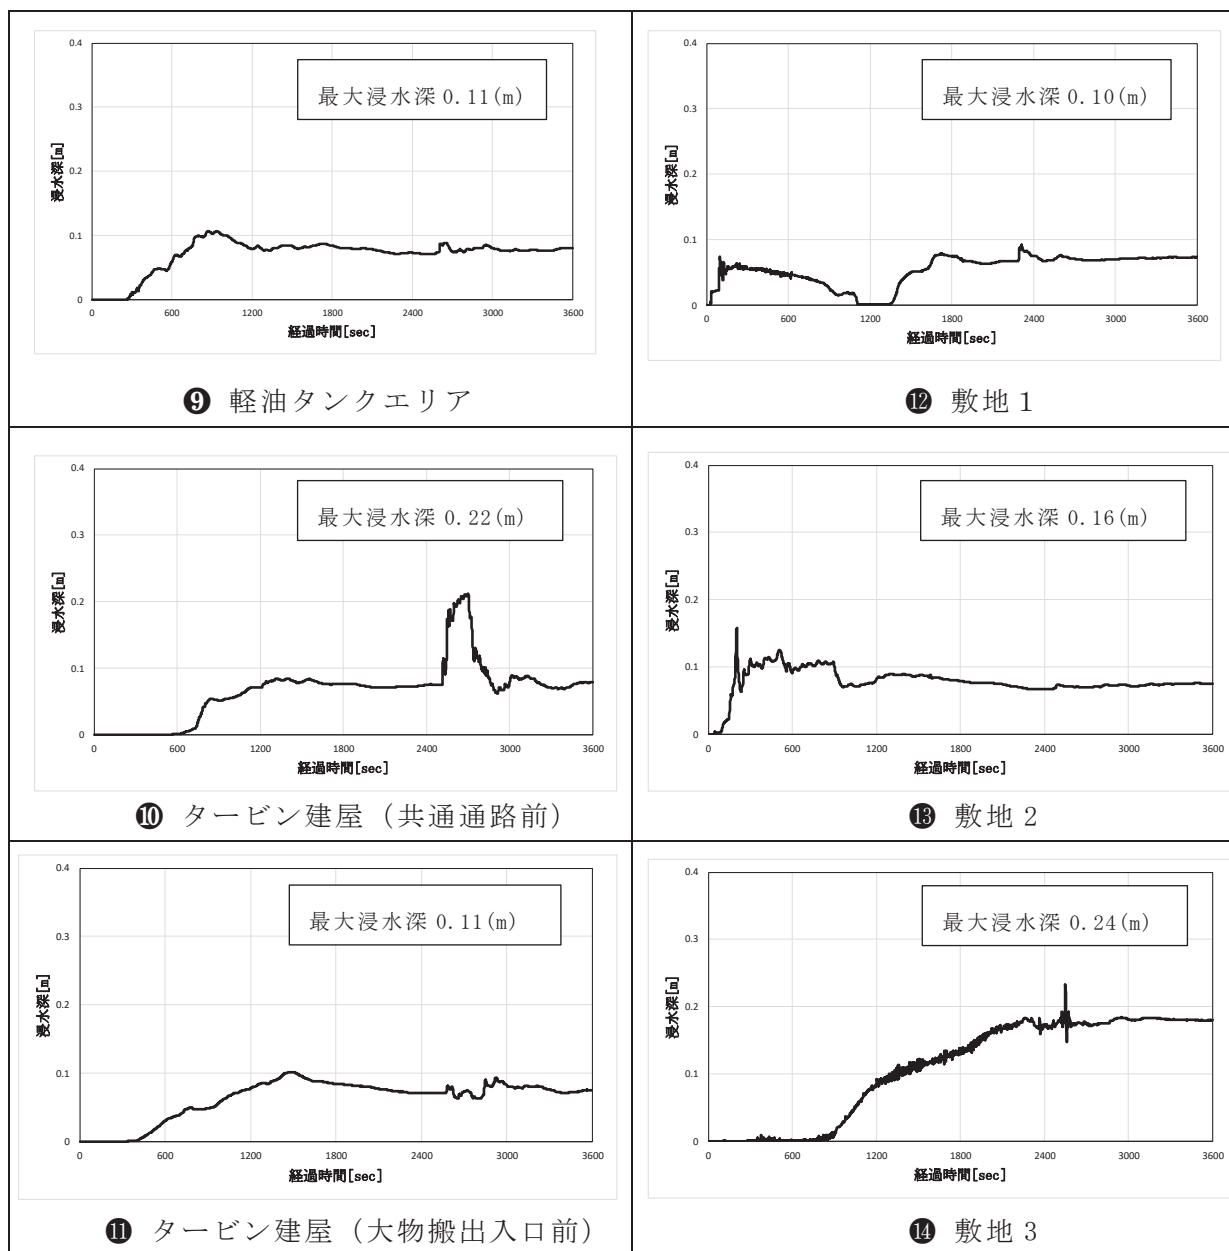 0.4
0.3
0.2
0.1
0
浸水深[m]
最大浸水深 0.11(m)
0 600 1200 1800 2400 3000 3600
経過時間[sec]
❾ 軽油タンクエリア
0.4
0.3
0.2
0.1
0
浸水深[m]
最大浸水深 0.10(m)
0 600 1200 1800 2400 3000 3600
経過時間[sec]
⓬ 敷地 1
0.4
0.3
0.2
0.1
0
浸水深[m]
最大浸水深 0.22(m)
0 600 1200 1800 2400 3000 3600
経過時間[sec]
❿ タービン建屋（共通通路前）
0.4
0.3
0.2
0.1
0
浸水深[m]
最大浸水深 0.16(m)
0 600 1200 1800 2400 3000 3600
経過時間[sec]
⓭ 敷地 2
0.4
0.3
0.2
0.1
0
浸水深[m]
最大浸水深 0.11(m)
0 600 1200 1800 2400 3000 3600
経過時間[sec]
⓫ タービン建屋（大物搬出入口前）
0.4
0.3
0.2
0.1
0
浸水深[m]
最大浸水深 0.24(m)
0 600 1200 1800 2400 3000 3600
経過時間[sec]
⓮ 敷地 3